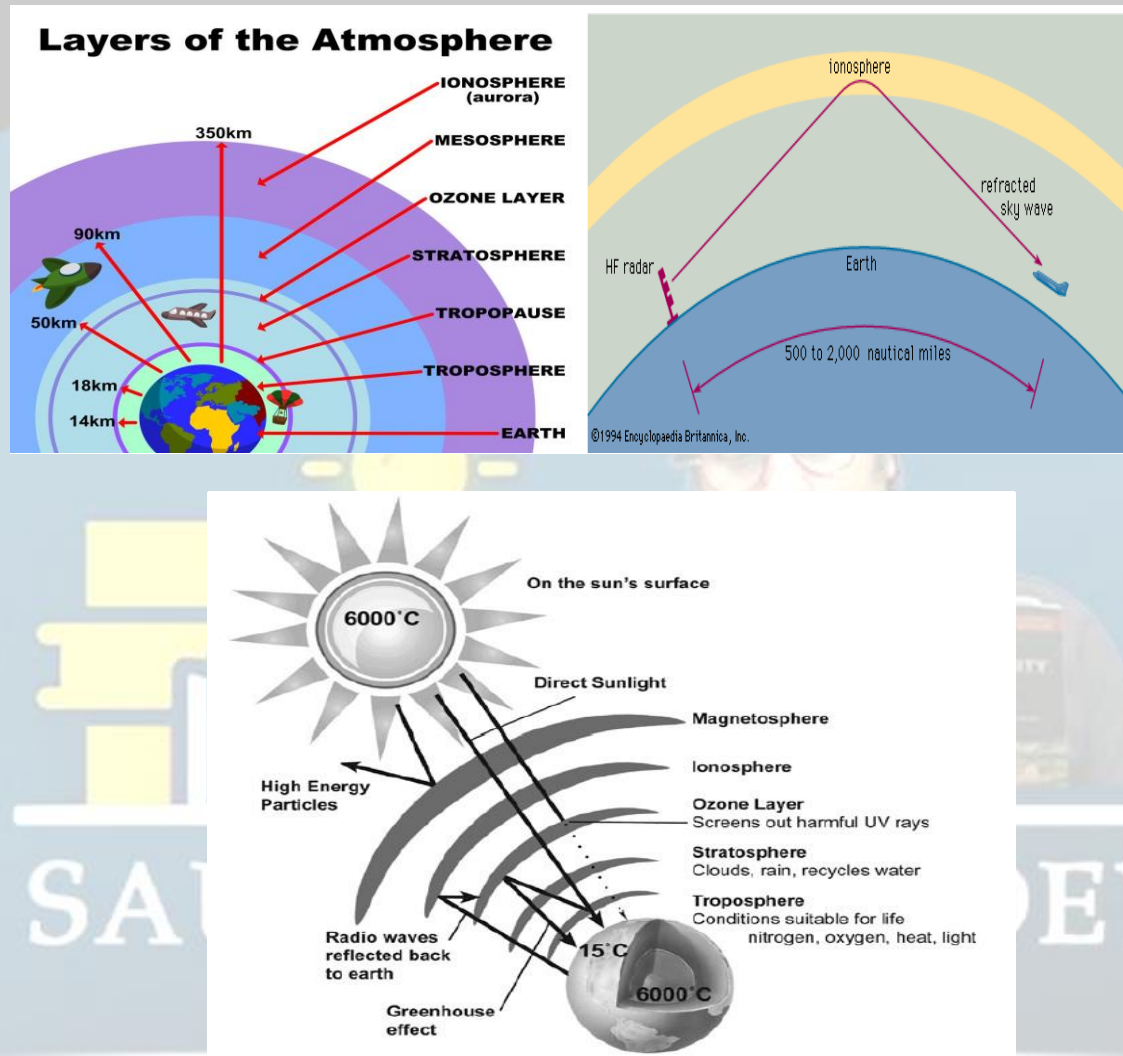 Layers of the Atmosphere
IONOSPHERE
(aurora)
350km
MESOSPHERE
OZONE LAYER
90km
STRATOSPHERE
TROPOPAUSE
50km
TROPOSPHERE
18km
14km
EARTH
ionosphere
refracted
sky wave
HF radar
Earth
500 to 2,000 nautical miles
©1994 Encyclopaedia Britannica, Inc.
On the sun's surface
6000°C
Direct Sunlight
Magnetosphere
Ionosphere
High Energy
Particles
Ozone Layer
Screens out harmful UV rays
Stratosphere
Clouds, rain, recycles water
Troposphere
Conditions suitable for life
nitrogen, oxygen, heat, light
Radio waves
reflected back
to earth
15°C
6000°C
Greenhouse
effect